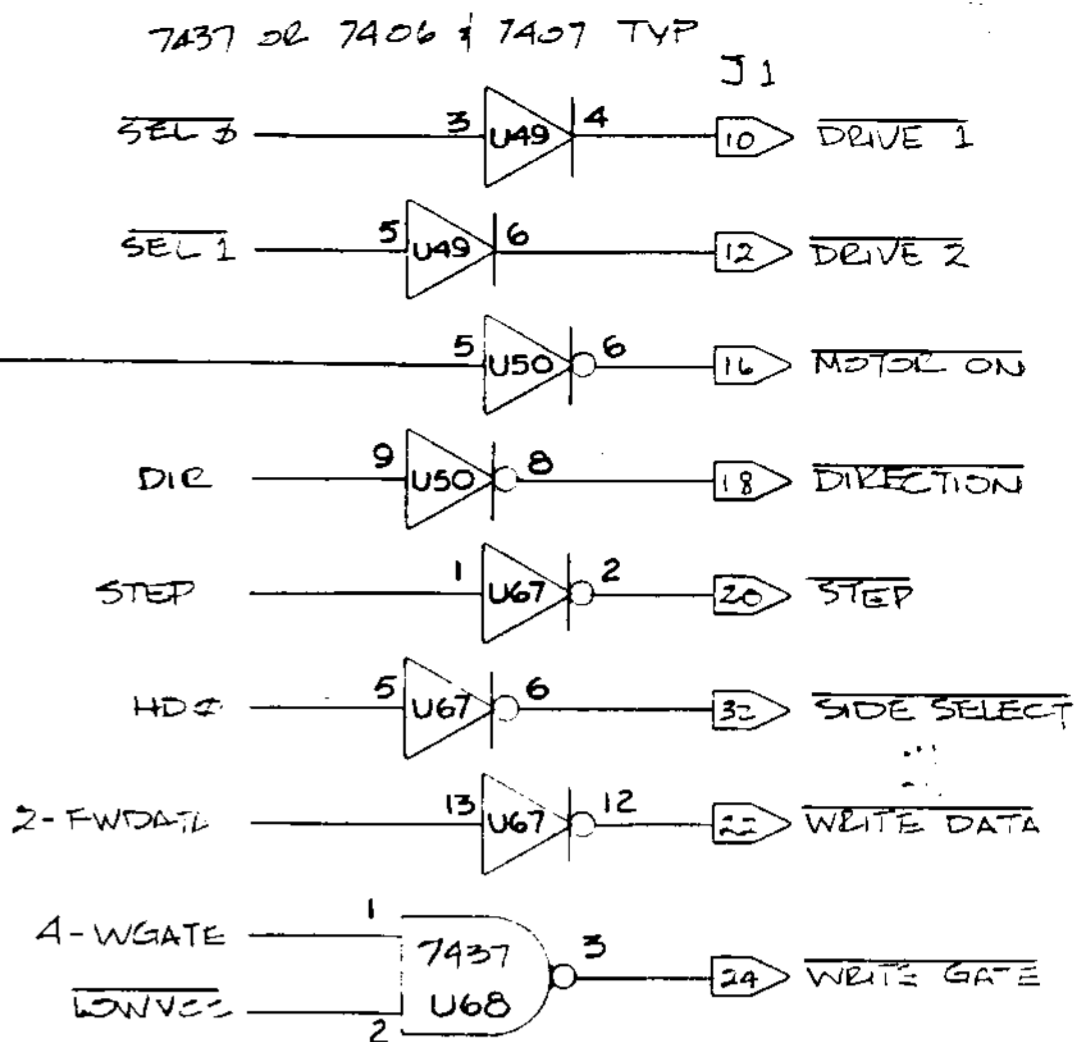 7437 OR 7406 & 7407 TYP
J1
SEL 0 3 U49 4 10 DRIVE 1
SEL 1 5 U49 6 12 DRIVE 2
5 U50 6 16 MOTOR ON
DIR 9 U50 8 18 DIRECTION
STEP 1 U67 2 20 STEP
HD0 5 U67 6 32 SIDE SELECT
2-FWDATA 13 U67 12 22 WRITE DATA
4-WGATE 1 7437 3 24 WRITE GATE
LOWVCC 2 U68